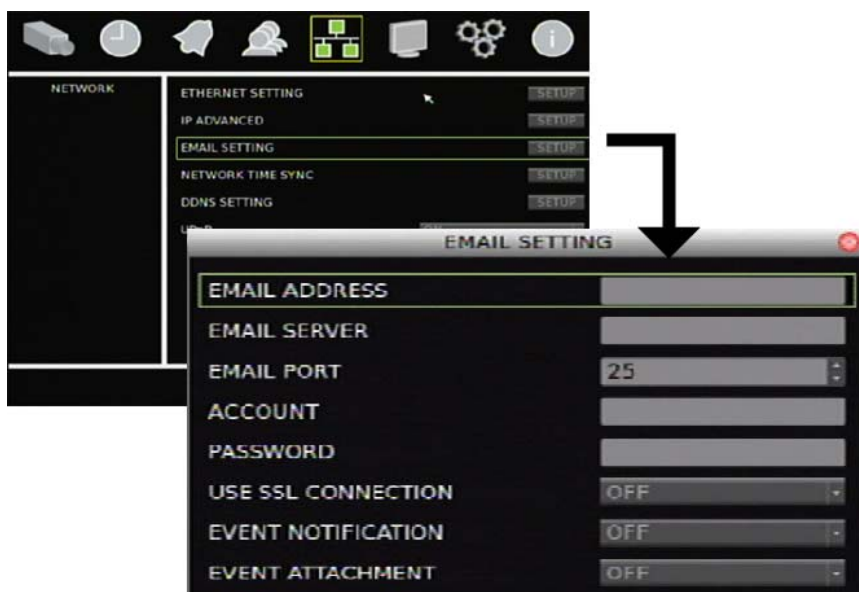 NETWORK
ETHERNET SETTING SETUP
IP ADVANCED SETUP
EMAIL SETTING SETUP
NETWORK TIME SYNC SETUP
DDNS SETTING SETUP
EMAIL SETTING
EMAIL ADDRESS
EMAIL SERVER
EMAIL PORT 25
ACCOUNT
PASSWORD
USE SSL CONNECTION OFF
EVENT NOTIFICATION OFF
EVENT ATTACHMENT OFF